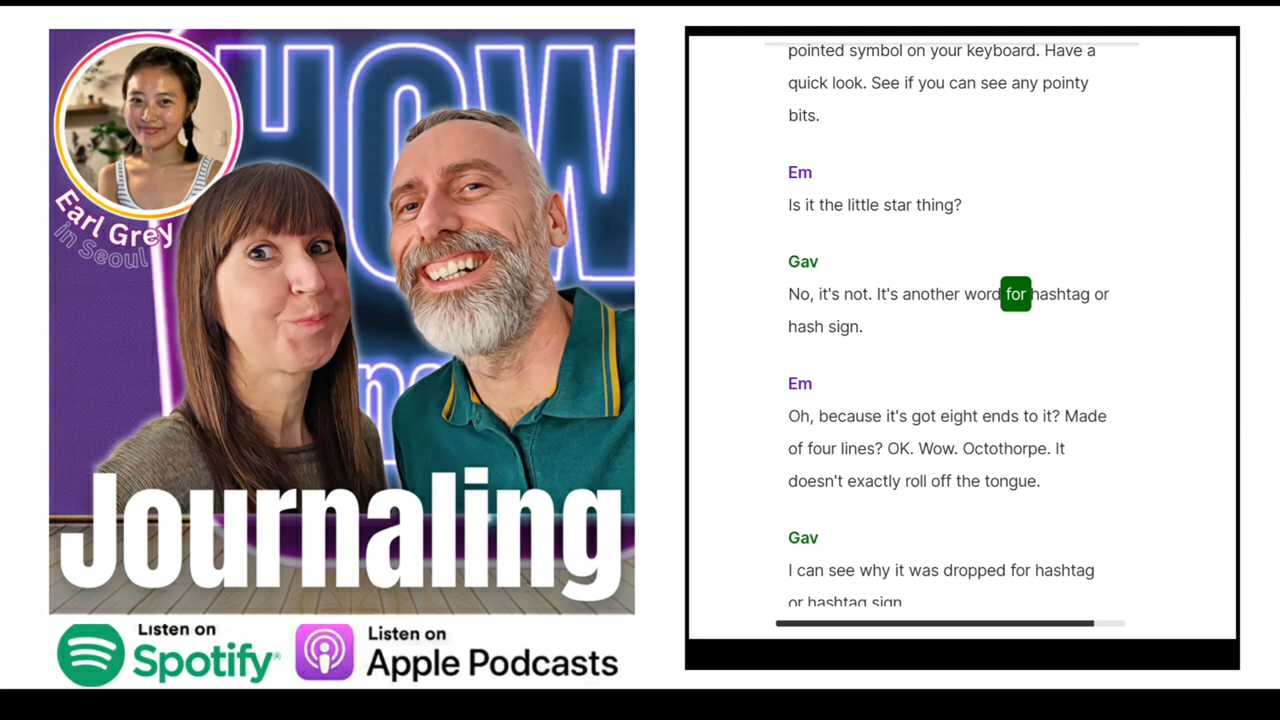 HOW
Earl Grey
in Seoul
Journaling
Listen on
Spotify®
Listen on
Apple Podcasts
pointed symbol on your keyboard. Have a
quick look. See if you can see any pointy
bits.
Em
Is it the little star thing?
Gav
No, it's not. It's another word for hashtag or
hash sign.
Em
Oh, because it's got eight ends to it? Made
of four lines? OK. Wow. Octothorpe. It
doesn't exactly roll off the tongue.
Gav
I can see why it was dropped for hashtag
or hashtag sign